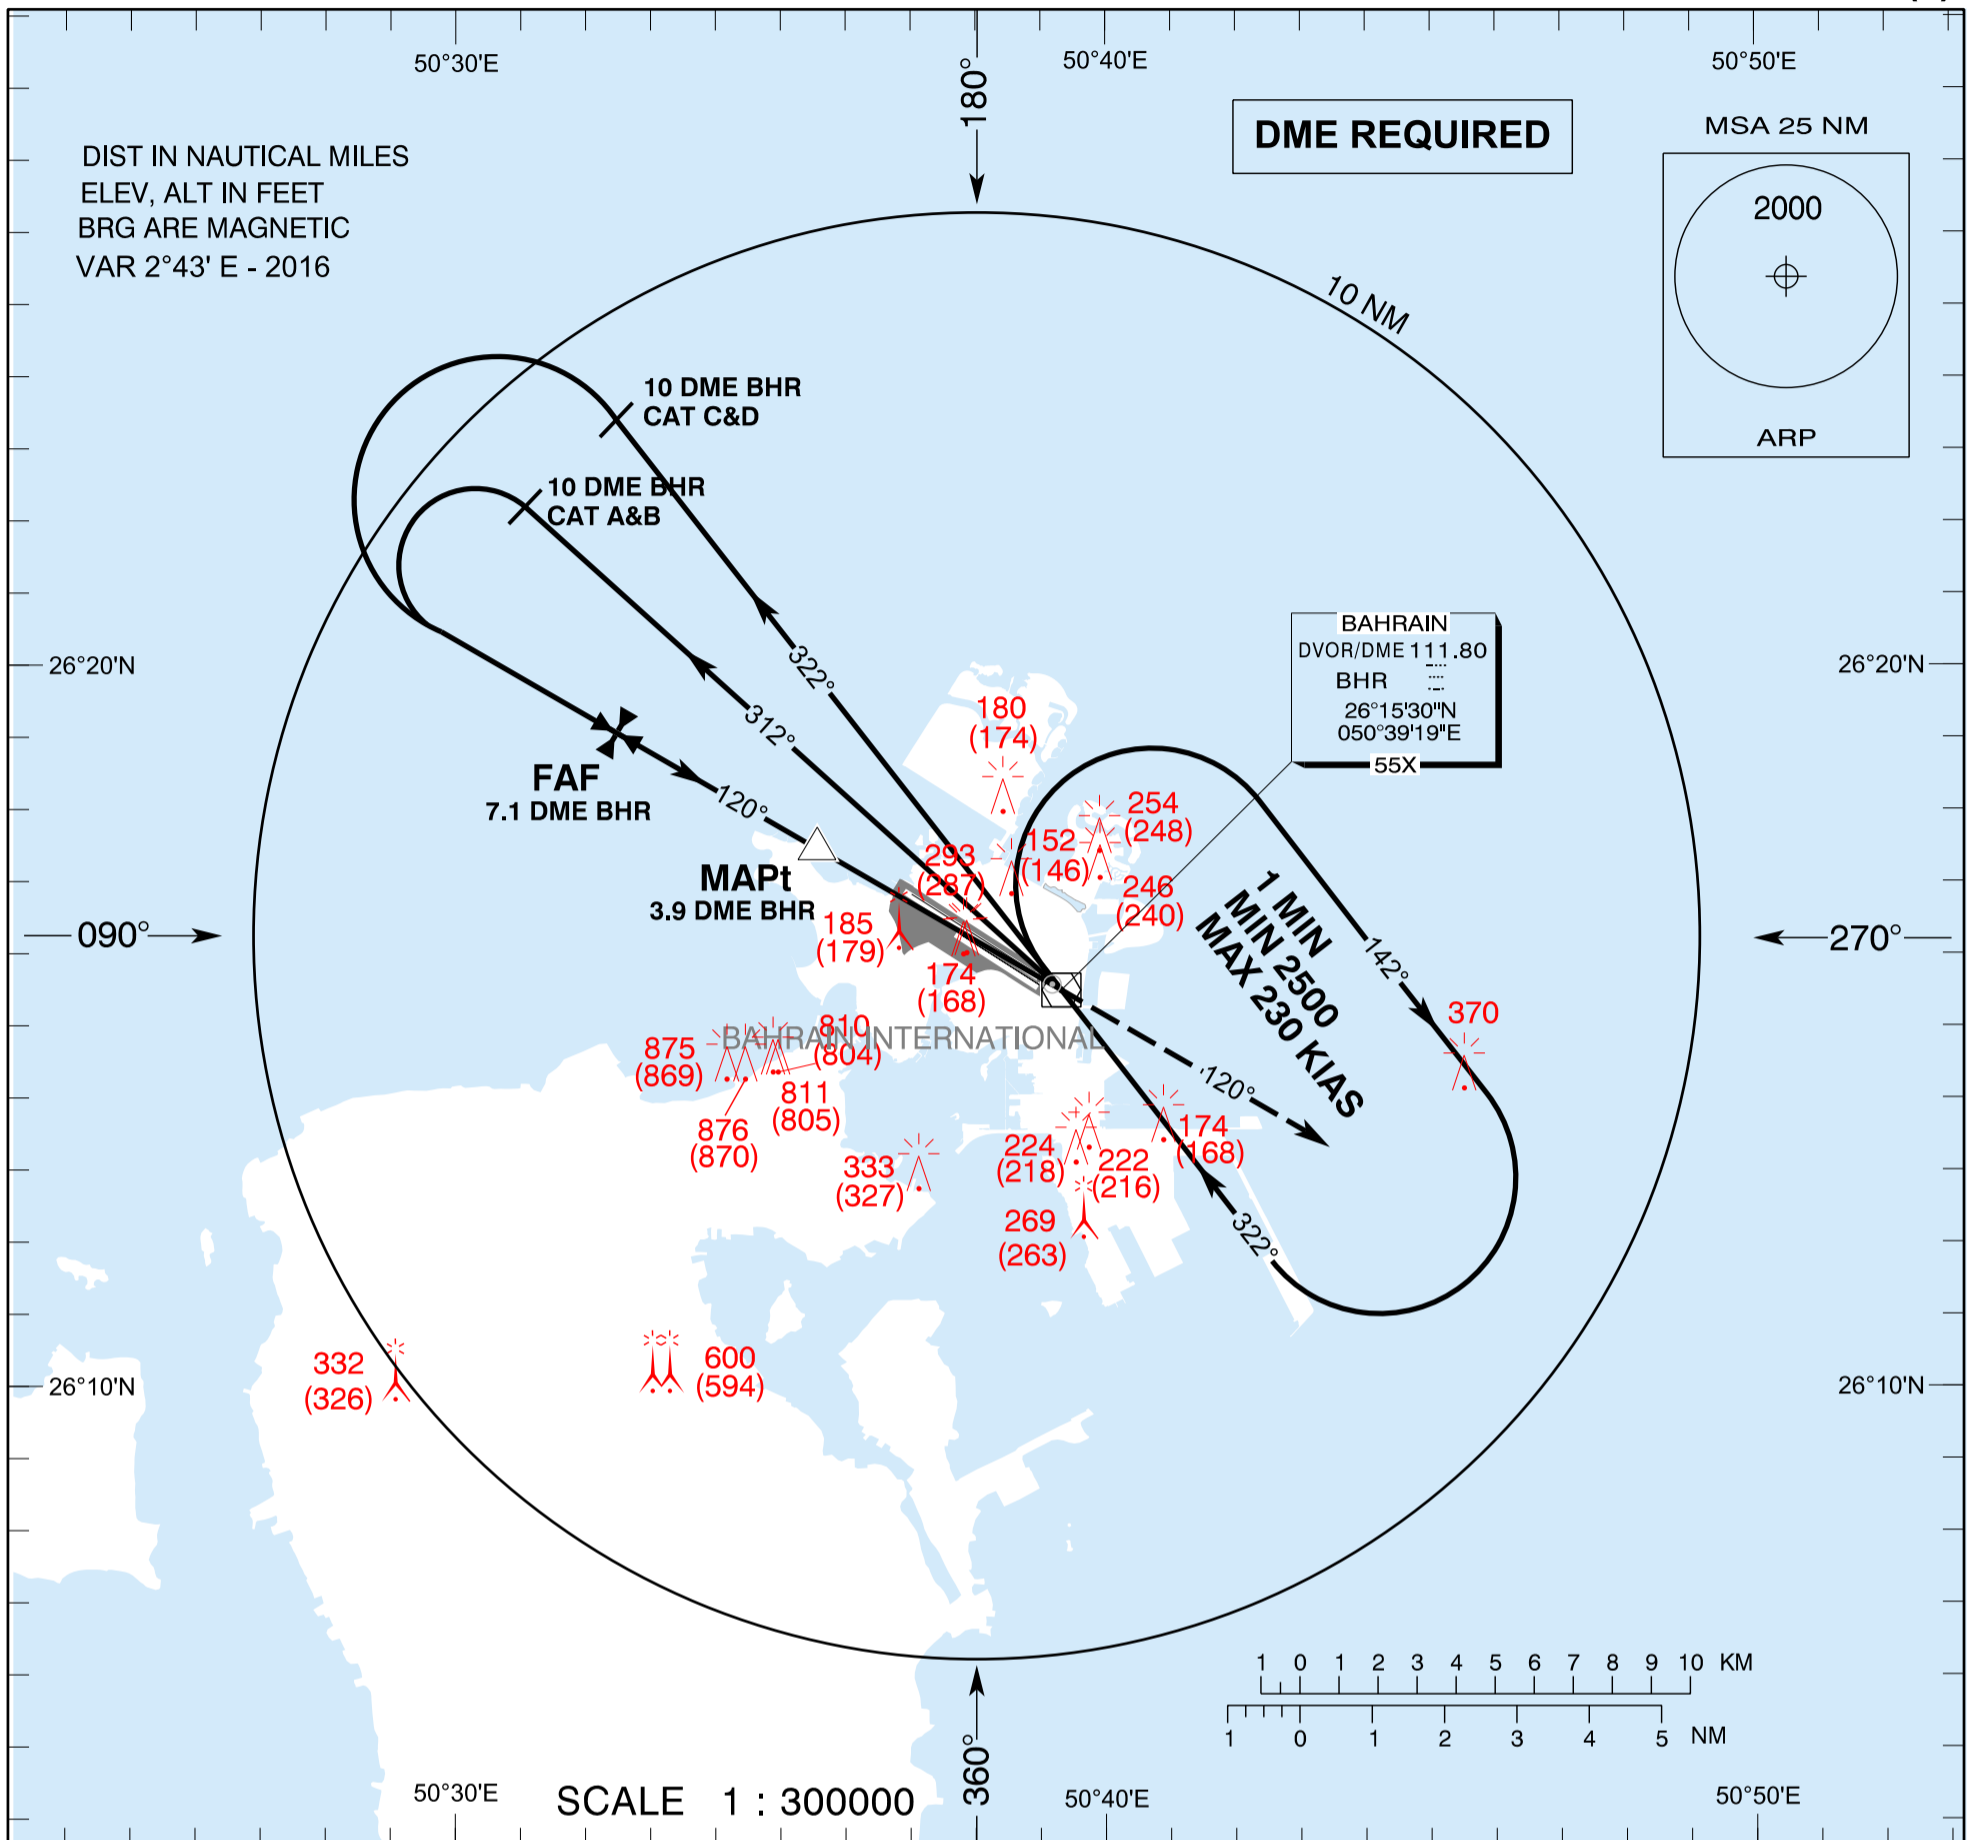 50°30'E
180°
50°40'E
50°50'E
DIST IN NAUTICAL MILES
ELEV, ALT IN FEET
BRG ARE MAGNETIC
VAR 2°43' E - 2016
DME REQUIRED
MSA 25 NM
2000
ARP
10 NM
10 DME BHR
CAT C&D
10 DME BHR
CAT A&B
322°
312°
120°
FAF
7.1 DME BHR
MAPt
3.9 DME BHR
26°20'N
26°20'N
BAHRAIN
DVOR/DME 111.80
BHR
26°15'30"N
050°39'19"E
55X
180
(174)
254
(248)
152
(146)
246
(240)
293
(287)
185
(179)
174
(168)
090°
270°
1 MIN
MIN 2500
MAX 230 KIAS
142°
370
BAHRAIN INTERNATIONAL
810
(804)
875
(869)
811
(805)
876
(870)
120°
174
(168)
224
(218)
222
(216)
333
(327)
269
(263)
322°
332
(326)
600
(594)
26°10'N
26°10'N
1 0 1 2 3 4 5 6 7 8 9 10 KM
1 0 1 2 3 4 5 NM
50°30'E
SCALE 1 : 300000
360°
50°40'E
50°50'E